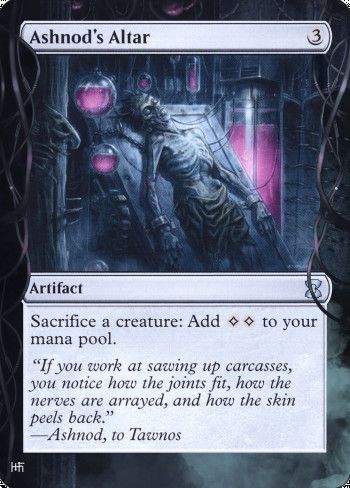 Ashnod's Altar 3
Artifact
Sacrifice a creature: Add ◇◇ to your
mana pool.
“If you work at sawing up carcasses,
you notice how the joints fit, how the
nerves are arrayed, and how the skin
peels back.”
—Ashnod, to Tawnos